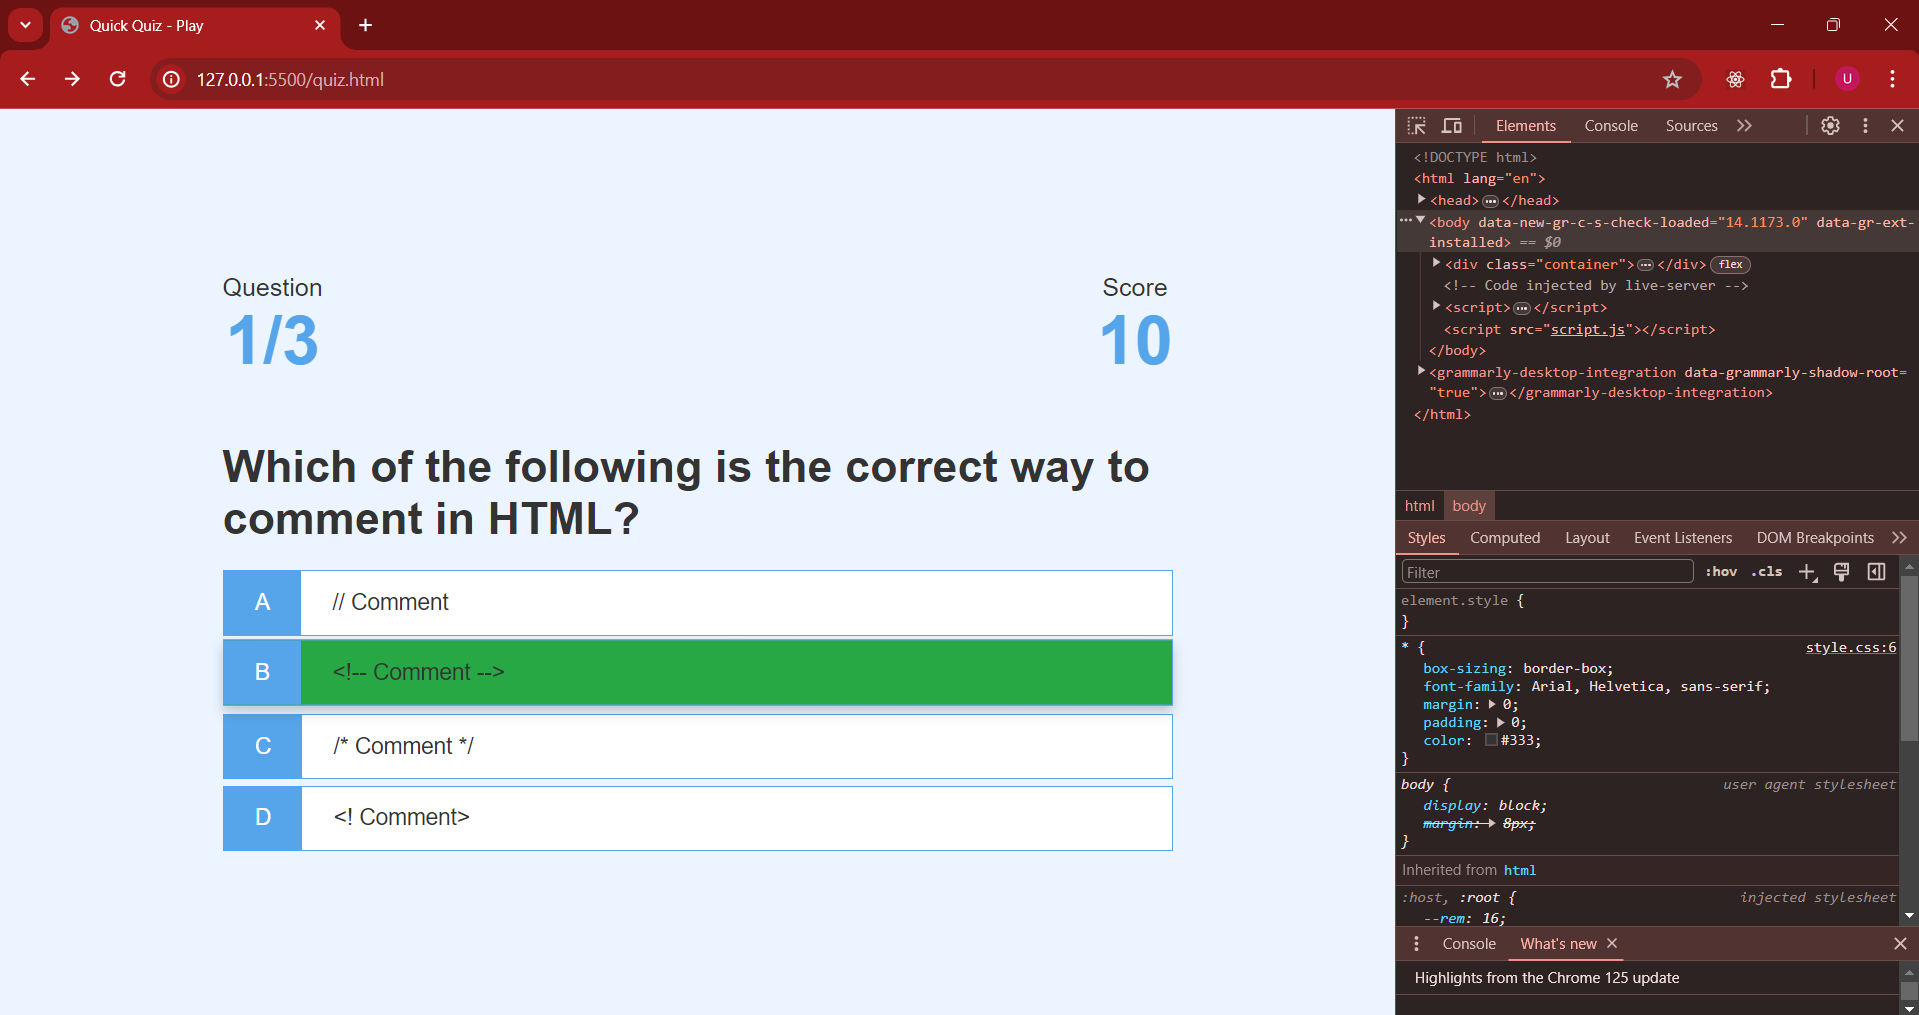 Quick Quiz - Play
127.0.0.1:5500/quiz.html
U
Question
Score
1/3
10
Which of the following is the correct way to
comment in HTML?
A
// Comment
B
<!-- Comment -->
C
/* Comment */
D
<! Comment>
Elements Console Sources
<!DOCTYPE html>
<html lang="en">
<head> … </head>
<body data-new-gr-c-s-check-loaded="14.1173.0" data-gr-ext-
installed> == $0
<div class="container"> … </div> flex
<!-- Code injected by live-server -->
<script> … </script>
<script src="script.js"></script>
</body>
<grammarly-desktop-integration data-grammarly-shadow-root=
"true"> … </grammarly-desktop-integration>
</html>
html body
Styles Computed Layout Event Listeners DOM Breakpoints
Filter :hov .cls
element.style {
}
* { style.css:6
box-sizing: border-box;
font-family: Arial, Helvetica, sans-serif;
margin: 0;
padding: 0;
color: #333;
}
body { user agent stylesheet
display: block;
margin: 8px;
}
Inherited from html
:host, :root { injected stylesheet
--rem: 16;
Console What's new
Highlights from the Chrome 125 update